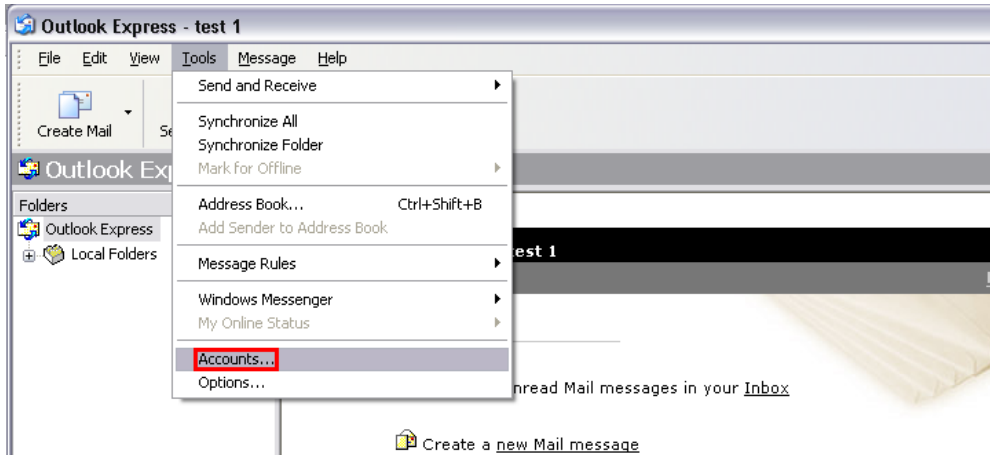 Outlook Express - test 1
File Edit View Tools Message Help
Send and Receive
Create Mail
Synchronize All
Synchronize Folder
Mark for Offline
Outlook Ex
Folders
Address Book... Ctrl+Shift+B
Outlook Express
Add Sender to Address Book
Local Folders
test 1
Message Rules
Windows Messenger
My Online Status
Accounts...
Options...
nread Mail messages in your Inbox
Create a new Mail message